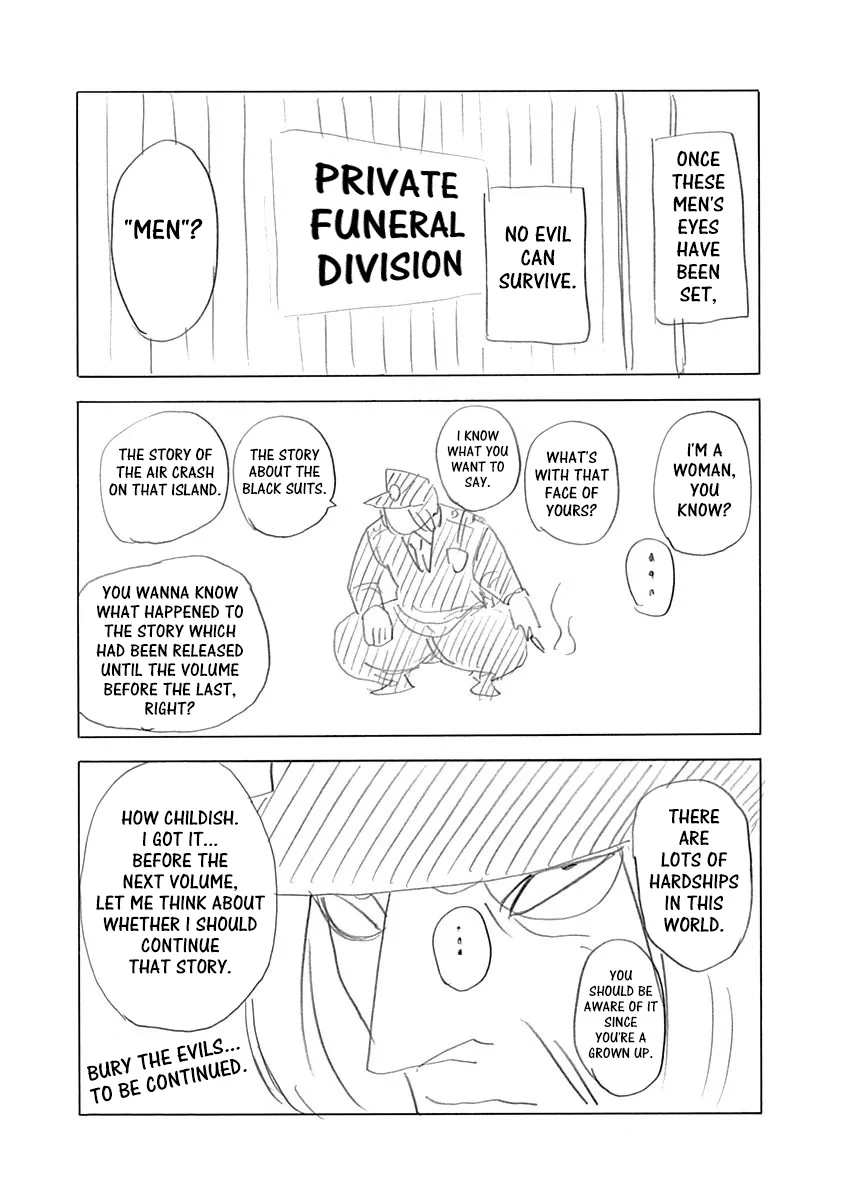 ONCE
THESE
MEN'S
EYES
HAVE
BEEN
SET,
NO EVIL
CAN
SURVIVE.
PRIVATE
FUNERAL
DIVISION
"MEN"?
I'M A
WOMAN,
YOU
KNOW?
...
WHAT'S
WITH THAT
FACE OF
YOURS?
I KNOW
WHAT YOU
WANT TO
SAY.
THE STORY
ABOUT THE
BLACK SUITS.
THE STORY OF
THE AIR CRASH
ON THAT ISLAND.
YOU WANNA KNOW
WHAT HAPPENED TO
THE STORY WHICH
HAD BEEN RELEASED
UNTIL THE VOLUME
BEFORE THE LAST,
RIGHT?
THERE
ARE
LOTS OF
HARDSHIPS
IN THIS
WORLD.
YOU
SHOULD BE
AWARE OF IT
SINCE
YOU'RE A
GROWN UP.
...
HOW CHILDISH.
I GOT IT...
BEFORE THE
NEXT VOLUME,
LET ME THINK ABOUT
WHETHER I SHOULD
CONTINUE
THAT STORY.
BURY THE EVILS...
TO BE CONTINUED.